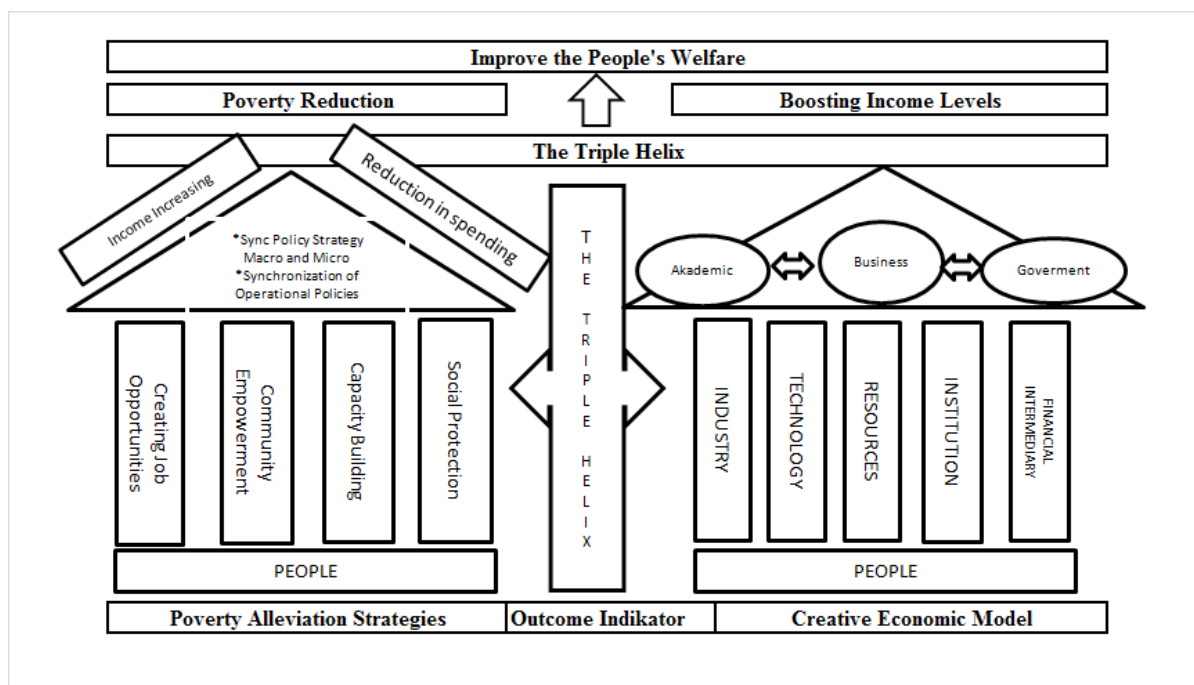 Improve the People's Welfare
Poverty Reduction
Boosting Income Levels
The Triple Helix
Income Increasing
Reduction in spending
*Sync Policy Strategy
Macro and Micro
*Synchronization of
Operational Policies
THE TRIPLE HELIX
Akademic
Business
Goverment
Creating Job
Opportunities
Community
Empowerment
Capacity Building
Social Protection
INDUSTRY
TECHNOLOGY
RESOURCES
INSTITUTION
FINANCIAL
INTERMEDIARY
PEOPLE
PEOPLE
Poverty Alleviation Strategies
Outcome Indikator
Creative Economic Model